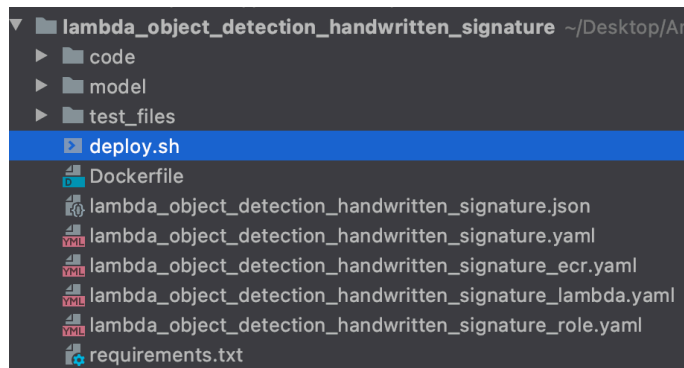 lambda_object_detection_handwritten_signature ~/Desktop/Ar
code
model
test_files
deploy.sh
Dockerfile
lambda_object_detection_handwritten_signature.json
lambda_object_detection_handwritten_signature.yaml
lambda_object_detection_handwritten_signature_ecr.yaml
lambda_object_detection_handwritten_signature_lambda.yaml
lambda_object_detection_handwritten_signature_role.yaml
requirements.txt